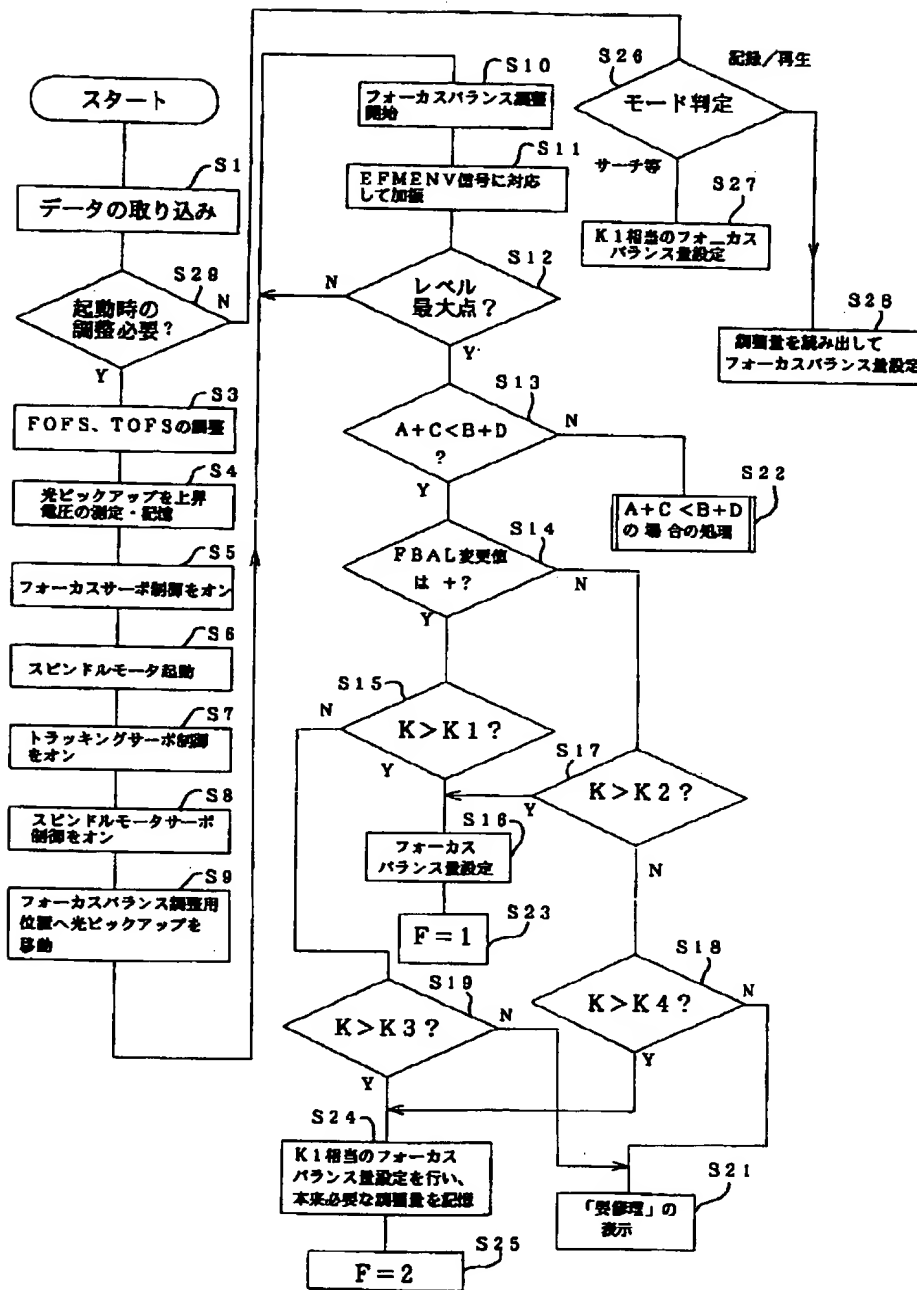 スタート
S1
データの取り込み
S29
起動時の
調整必要?
N
Y
S3
FOFS、TOFSの調整
S4
光ピックアップを上昇
電圧の測定・記憶
S5
フォーカスサーボ制御をオン
S6
スピンドルモータ起動
S7
トラッキングサーボ制御
をオン
S8
スピンドルモータサーボ
制御をオン
S9
フォーカスバランス調整用
位置へ光ピックアップを
移動
S10
フォーカスバランス調整
開始
S11
EFMENV信号に対応
して加振
S12
レベル
最大点?
N
Y
S13
A+C<B+D
?
N
Y
S22
A+C<B+D
の場合の処理
S14
FBAL変更値
は +?
N
Y
S15
K>K1?
N
Y
S17
K>K2?
Y
N
S16
フォーカス
バランス量設定
S23
F=1
S18
K>K4?
N
Y
S19
K>K3?
N
Y
S24
K1相当のフォーカス
バランス量設定を行い、
本来必要な調整量を記憶
S25
F=2
S21
「要修理」の
表示
S26
記録/再生
モード判定
サーチ等
S27
K1相当のフォーカス
バランス量設定
S28
調整量を読み出して
フォーカスバランス量設定